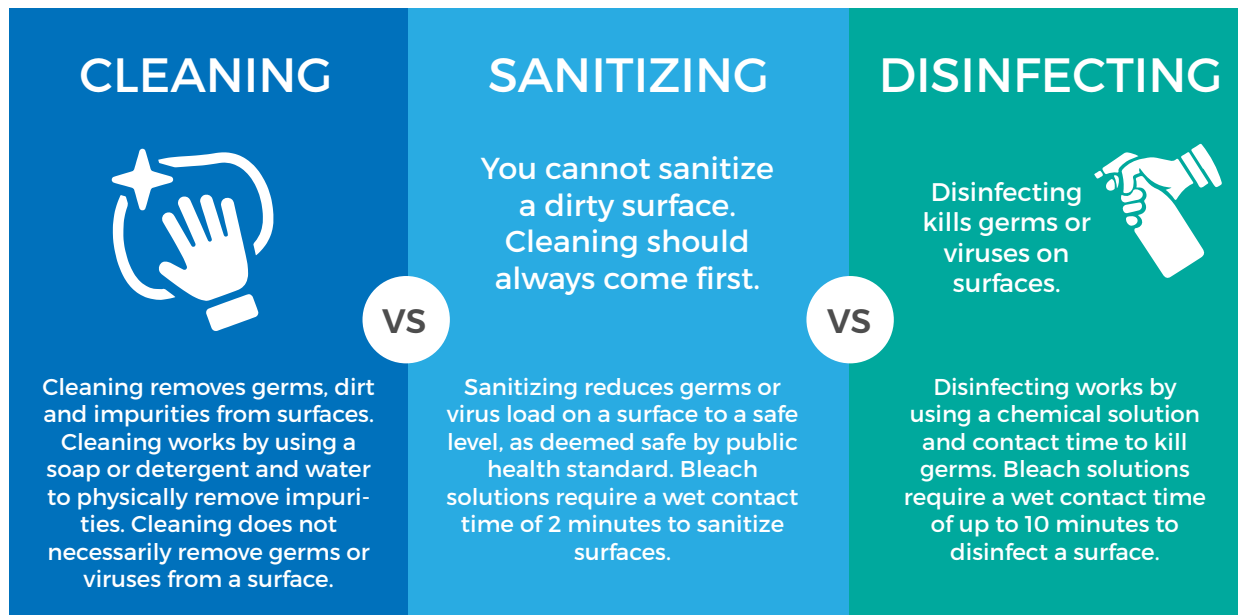 CLEANING
Cleaning removes germs, dirt
and impurities from surfaces.
Cleaning works by using a
soap or detergent and water
to physically remove impuri-
ties. Cleaning does not
necessarily remove germs or
viruses from a surface.
VS
SANITIZING
You cannot sanitize
a dirty surface.
Cleaning should
always come first.
Sanitizing reduces germs or
virus load on a surface to a safe
level, as deemed safe by public
health standard. Bleach
solutions require a wet contact
time of 2 minutes to sanitize
surfaces.
VS
DISINFECTING
Disinfecting
kills germs or
viruses on
surfaces.
Disinfecting works by
using a chemical solution
and contact time to kill
germs. Bleach solutions
require a wet contact time
of up to 10 minutes to
disinfect a surface.